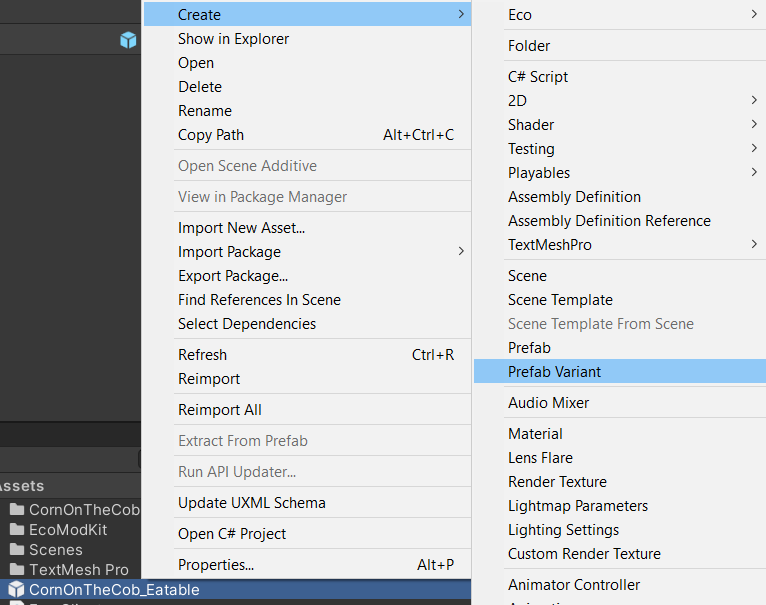 Create
Show in Explorer
Open
Delete
Rename
Copy Path Alt+Ctrl+C
Open Scene Additive
View in Package Manager
Import New Asset...
Import Package
Export Package...
Find References In Scene
Select Dependencies
Refresh Ctrl+R
Reimport
Reimport All
Extract From Prefab
Run API Updater...
Update UXML Schema
Open C# Project
Properties... Alt+P
Eco
Folder
C# Script
2D
Shader
Testing
Playables
Assembly Definition
Assembly Definition Reference
TextMeshPro
Scene
Scene Template
Scene Template From Scene
Prefab
Prefab Variant
Audio Mixer
Material
Lens Flare
Render Texture
Lightmap Parameters
Lighting Settings
Custom Render Texture
Animator Controller
Assets
CornOnTheCob
EcoModKit
Scenes
TextMesh Pro
CornOnTheCob_Eatable